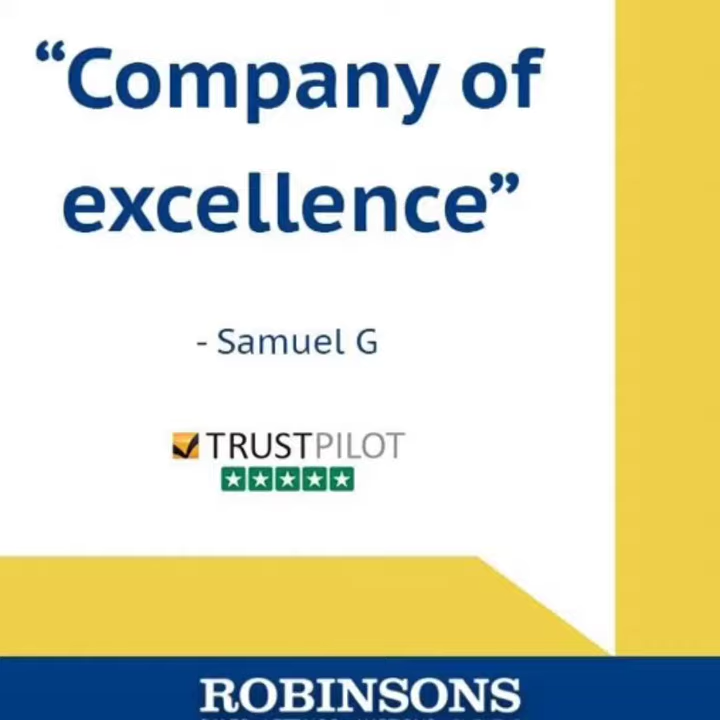 “Company of
excellence”
- Samuel G
TRUSTPILOT
ROBINSONS